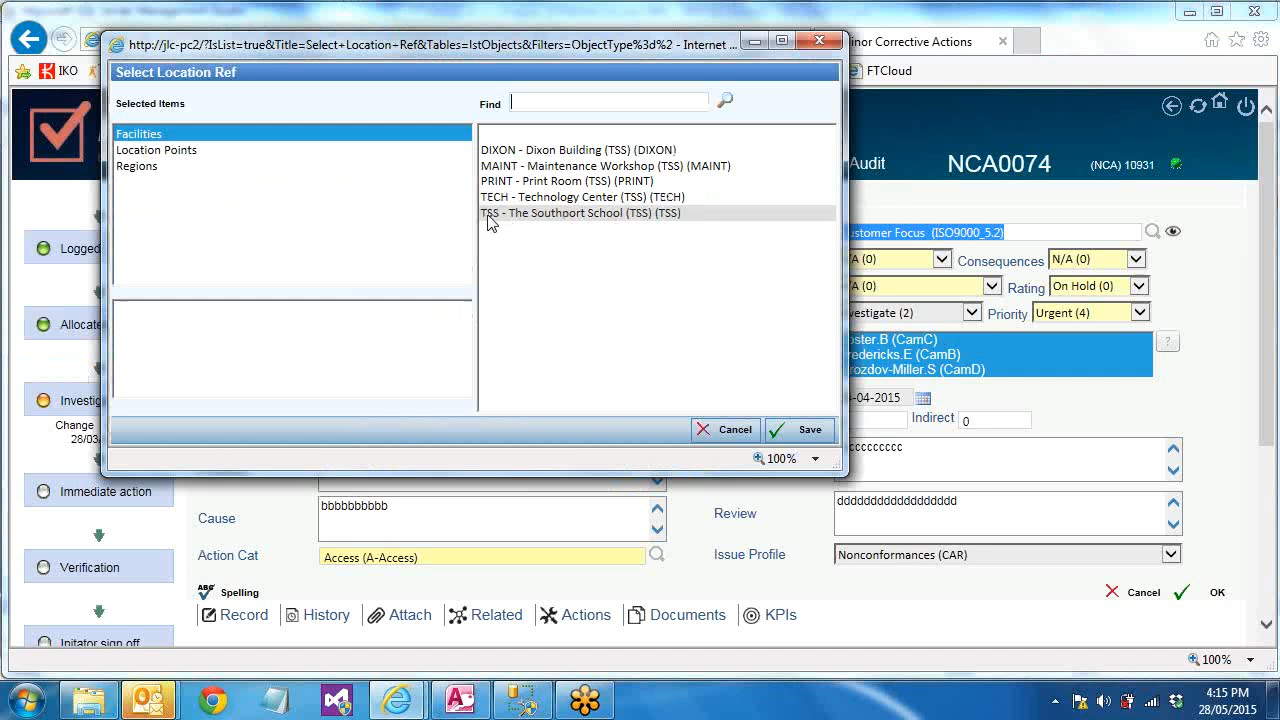 http://jlc-pc2/?IsList=true&Title=Select+Location+Ref&Tables=lstObjects&Filters=ObjectType%3d%2 - Internet ...
inor Corrective Actions
IKO
FTCloud
Select Location Ref
Selected Items
Find
Facilities
Location Points
Regions
DIXON - Dixon Building (TSS) (DIXON)
MAINT - Maintenance Workshop (TSS) (MAINT)
PRINT - Print Room (TSS) (PRINT)
TECH - Technology Center (TSS) (TECH)
TSS - The Southport School (TSS) (TSS)
Cancel
Save
100%
Audit
NCA0074
(NCA) 10931
ustomer Focus (ISO9000_5.2)
/A (0)
Consequences
N/A (0)
/A (0)
Rating
On Hold (0)
vestigate (2)
Priority
Urgent (4)
oster.B (CamC)
redericks.E (CamB)
rozdov-Miller.S (CamD)
?
-04-2015
Indirect
0
ccccccccc
Logged
Allocate
Investi
Change
28/03
Immediate action
Verification
Initator sign off
Cause
bbbbbbbbbb
Review
dddddddddddddddddd
Action Cat
Access (A-Access)
Issue Profile
Nonconformances (CAR)
ABC
Spelling
Cancel
OK
Record
History
Attach
Related
Actions
Documents
KPIs
100%
4:15 PM
28/05/2015